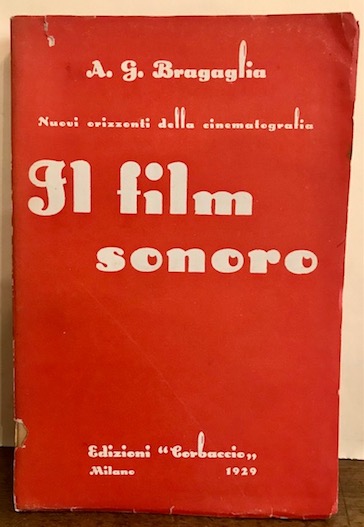 A. G. Bragaglia
Nuovi orizzonti della cinematografia
Il film
sonoro
Edizioni “Corbaccio„
Milano 1929